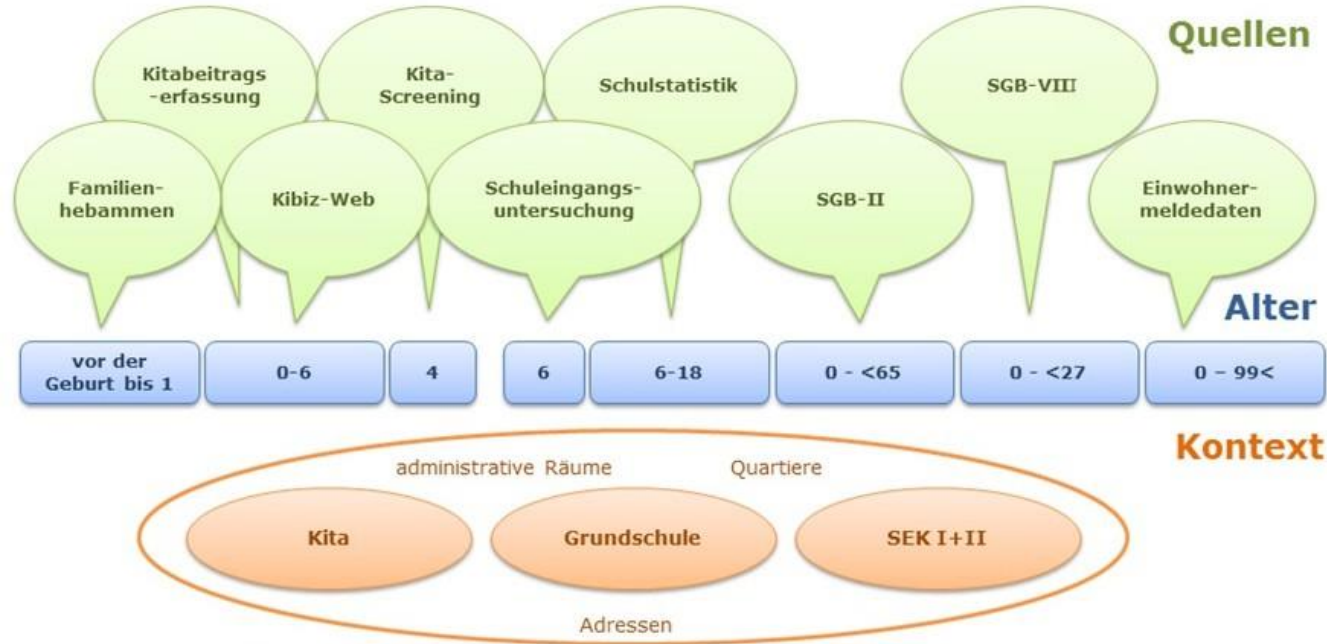 Quellen
Kitabeitrags
-erfassung
Kita-
Screening
Schulstatistik
SGB-VIII
Familien-
hebammen
Kibiz-Web
Schuleingangs-
untersuchung
SGB-II
Einwohner-
meldedaten
Alter
vor der
Geburt bis 1
0-6
4
6
6-18
0 - <65
0 - <27
0 – 99<
Kontext
administrative Räume
Quartiere
Kita
Grundschule
SEK I+II
Adressen